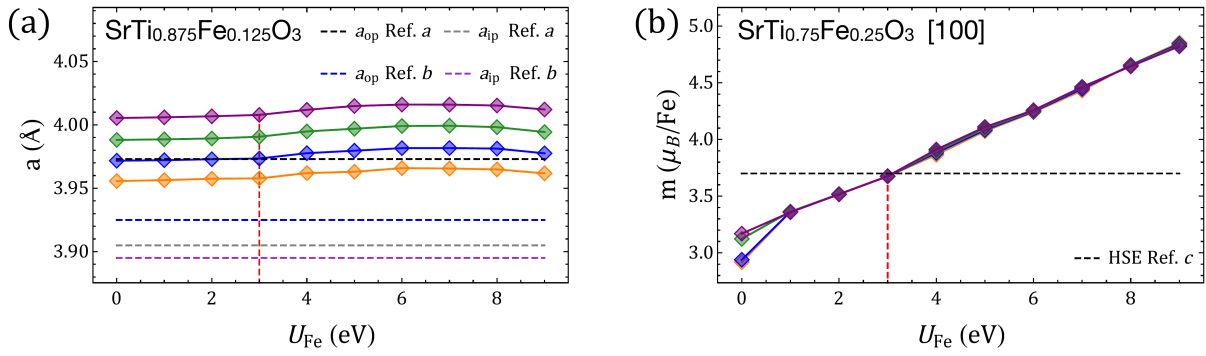 (a)
SrTi0.875Fe0.125O3
aop Ref. a
aip Ref. a
aop Ref. b
aip Ref. b
a (Å)
4.05
4.00
3.95
3.90
0 2 4 6 8
UFe (eV)
(b)
SrTi0.75Fe0.25O3 [100]
m (μB/Fe)
5.0
4.5
4.0
3.5
3.0
HSE Ref. c
0 2 4 6 8
UFe (eV)